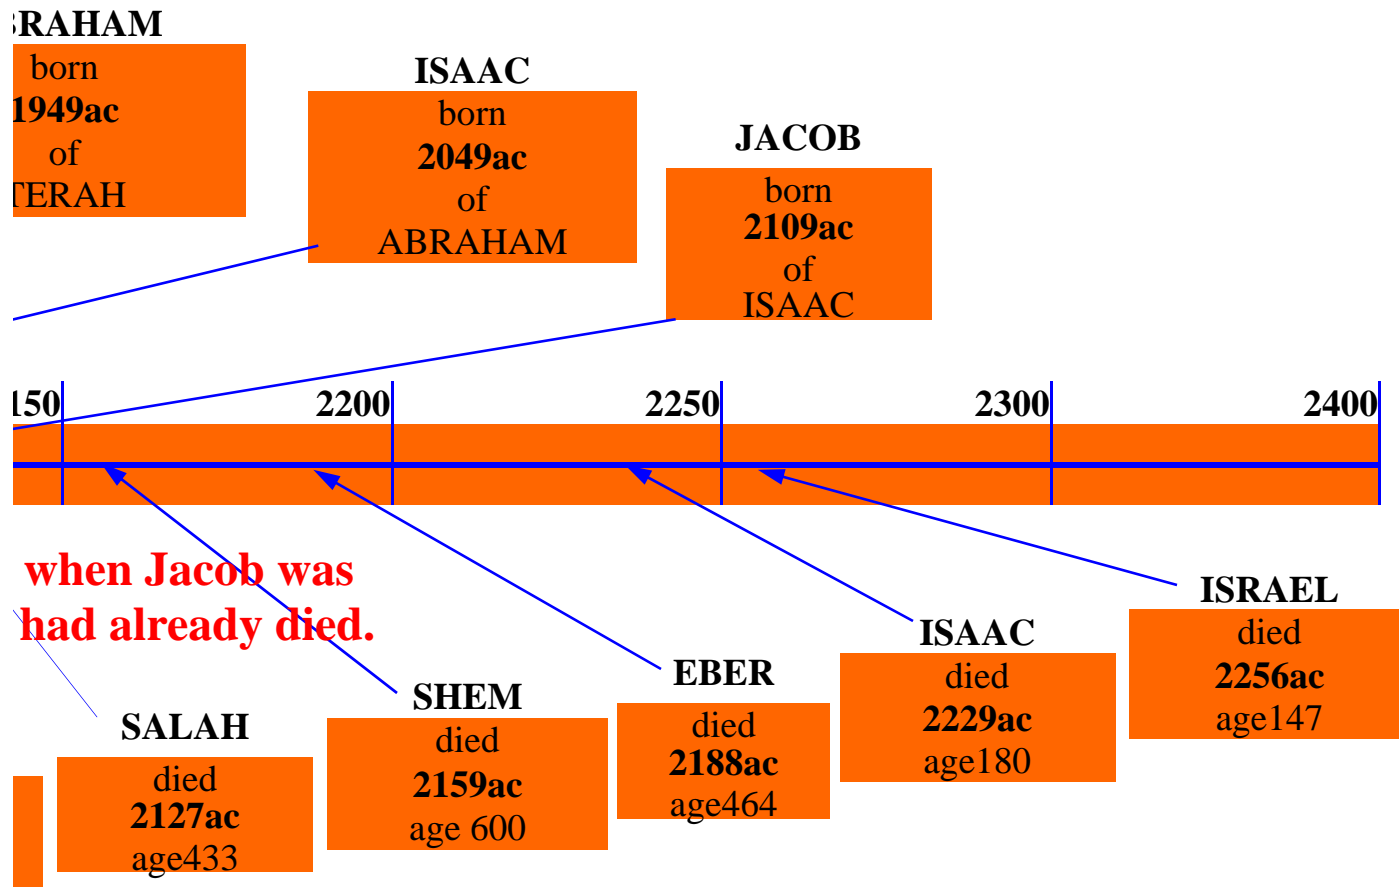 BRAHAM
born
1949ac
of
TERAH
ISAAC
born
2049ac
of
ABRAHAM
JACOB
born
2109ac
of
ISAAC
150
2200
2250
2300
2400
when Jacob was
had already died.
SALAH
died
2127ac
age433
SHEM
died
2159ac
age 600
EBER
died
2188ac
age464
ISAAC
died
2229ac
age180
ISRAEL
died
2256ac
age147